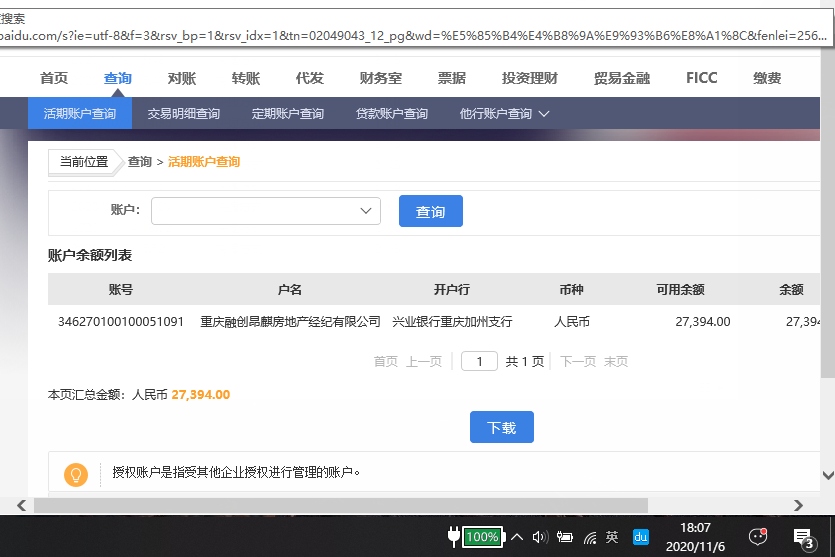 搜索
baidu.com/s?ie=utf-8&f=3&rsv_bp=1&rsv_idx=1&tn=02049043_12_pg&wd=%E5%85%B4%E4%B8%9A%E9%93%B6%E8%A1%8C&fenlei=256...
首页 查询 对账 转账 代发 财务室 票据 投资理财 贸易金融 FICC 缴费
活期账户查询 交易明细查询 定期账户查询 贷款账户查询 他行账户查询
当前位置 查询 > 活期账户查询
账户: 查询
账户余额列表
账号 户名 开户行 币种 可用余额 余额
346270100100051091 重庆融创昂麒房地产经纪有限公司 兴业银行重庆加州支行 人民币 27,394.00 27,394
首页 上一页 1 共 1 页 下一页 末页
本页汇总金额: 人民币 27,394.00
下载
授权账户是指受其他企业授权进行管理的账户。
100% 英 du 18:07
2020/11/6 3